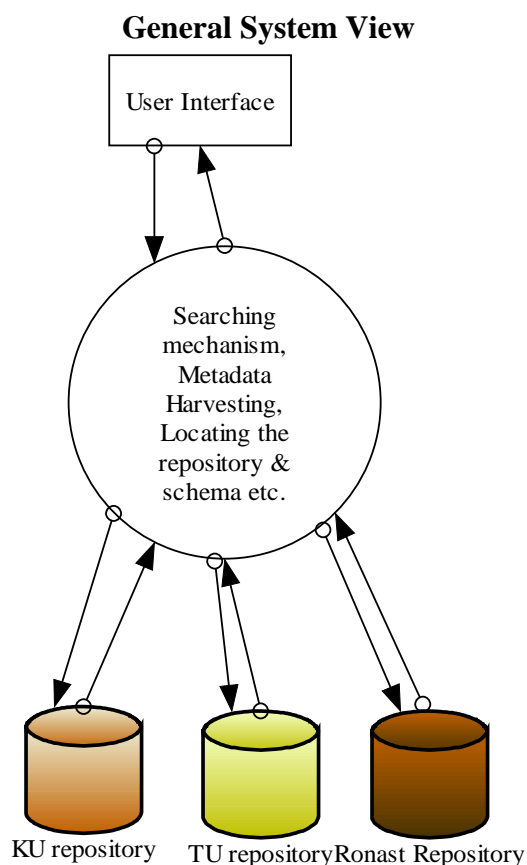 General System View
User Interface
Searching
mechanism,
Metadata
Harvesting,
Locating the
repository &
schema etc.
KU repository
TU repository
Ronast Repository